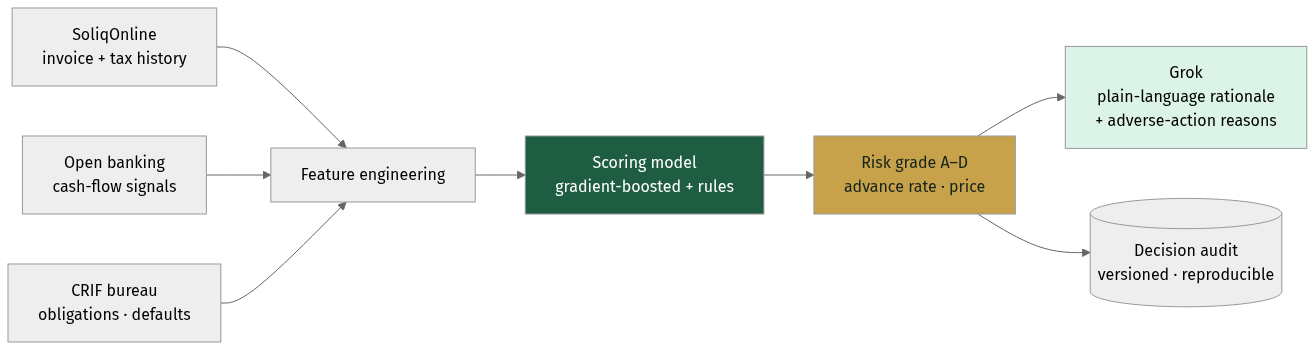 SoliqOnline
invoice + tax history
Open banking
cash-flow signals
CRIF bureau
obligations · defaults
Feature engineering
Scoring model
gradient-boosted + rules
Risk grade A–D
advance rate · price
Grok
plain-language rationale
+ adverse-action reasons
Decision audit
versioned · reproducible